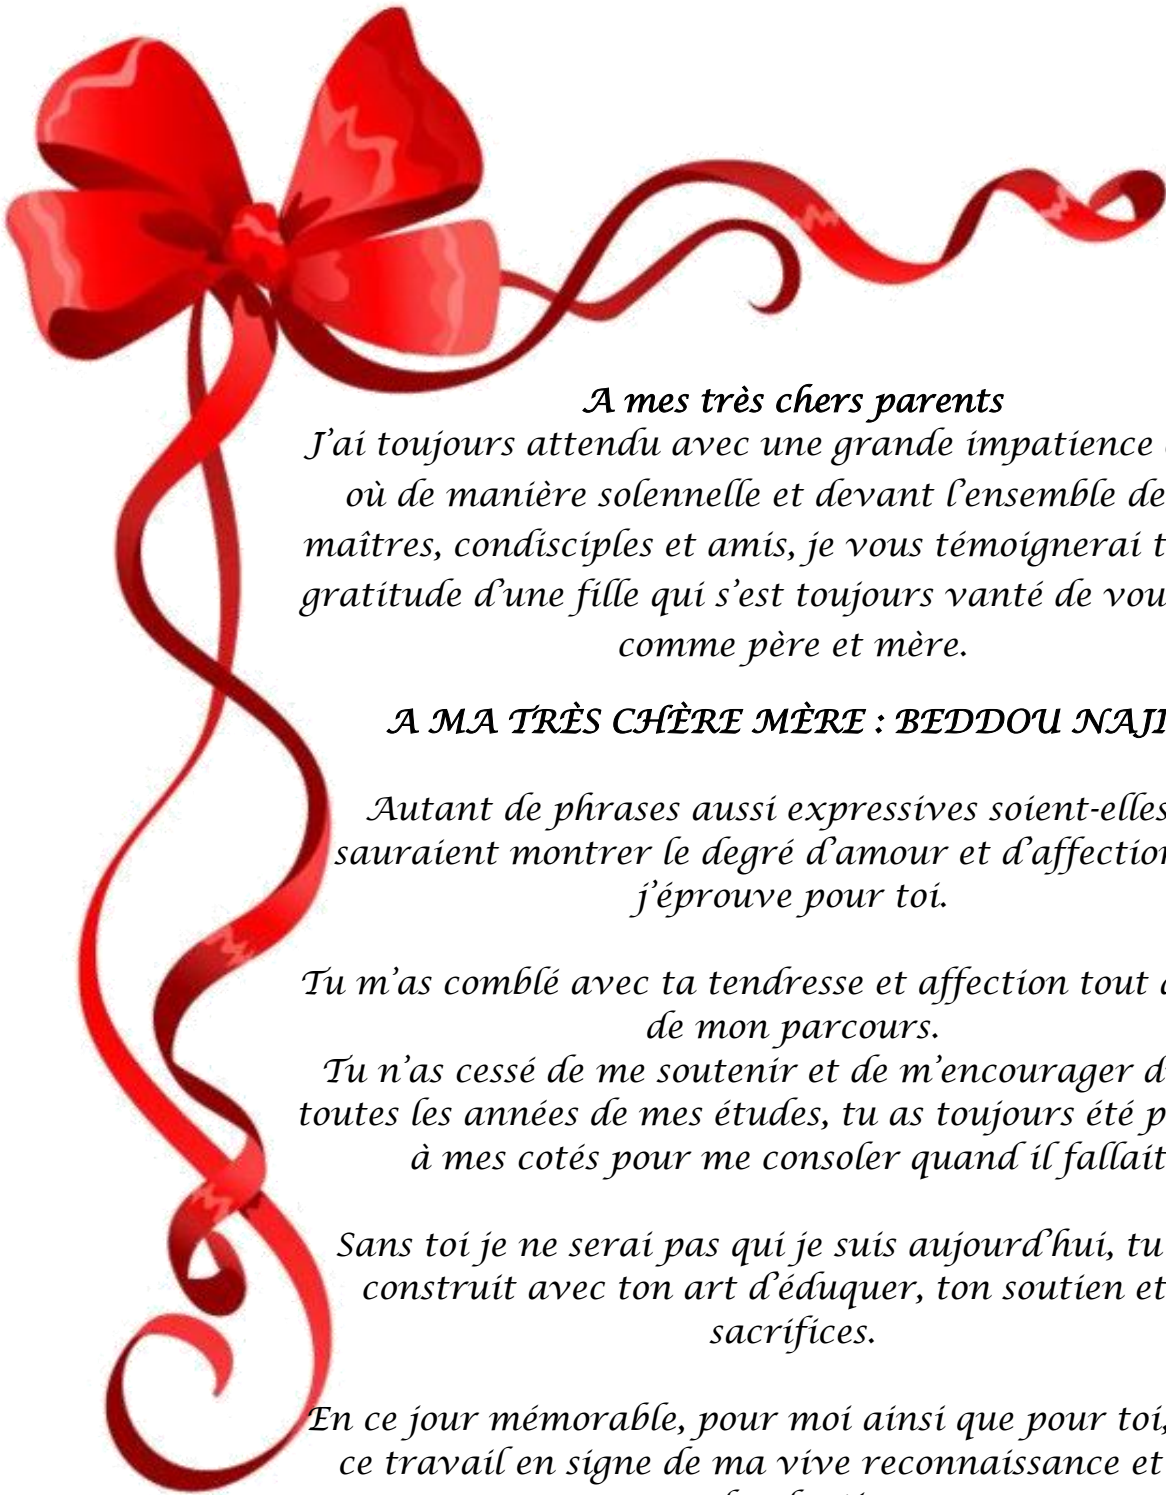 A mes très chers parents
J'ai toujours attendu avec une grande impatience
où de manière solennelle et devant l'ensemble de
maîtres, condisciples et amis, je vous témoignerai
gratitude d'une fille qui s'est toujours vanté de
comme père et mère.
A MA TRÈS CHÈRE MÈRE : BEDDOU
Autant de phrases aussi expressives soient-elles
sauraient montrer le degré d'amour et
j'éprouve pour toi.
Tu m'as comblé avec ta tendresse et affection tout
de mon parcours.
Tu n'as cessé de me soutenir et de m'encourager
toutes les années de mes études, tu as toujours été
à mes cotés pour me consoler quand il fallait
Sans toi je ne serai pas qui je suis aujourd'hui, tu
construit avec ton art d'éduquer, ton soutien et
sacrifices.
En ce jour mémorable, pour moi ainsi que pour toi,
ce travail en signe de ma vive reconnaissance et